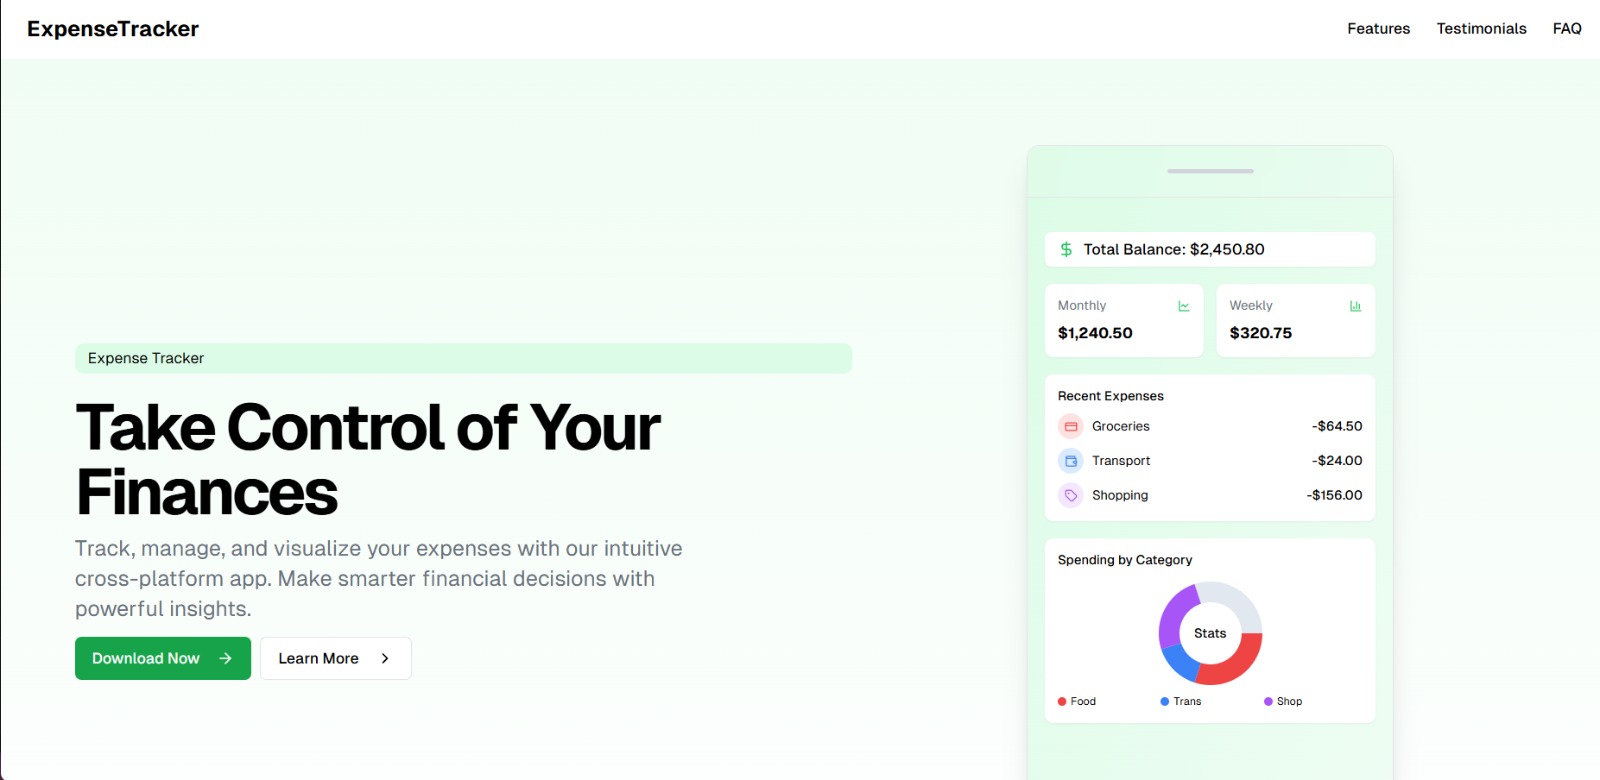 ExpenseTracker
Features Testimonials FAQ
Expense Tracker
Take Control of Your
Finances
Track, manage, and visualize your expenses with our intuitive
cross-platform app. Make smarter financial decisions with
powerful insights.
Download Now
Learn More
Total Balance: $2,450.80
Monthly
$1,240.50
Weekly
$320.75
Recent Expenses
Groceries -$64.50
Transport -$24.00
Shopping -$156.00
Spending by Category
Stats
Food Trans Shop